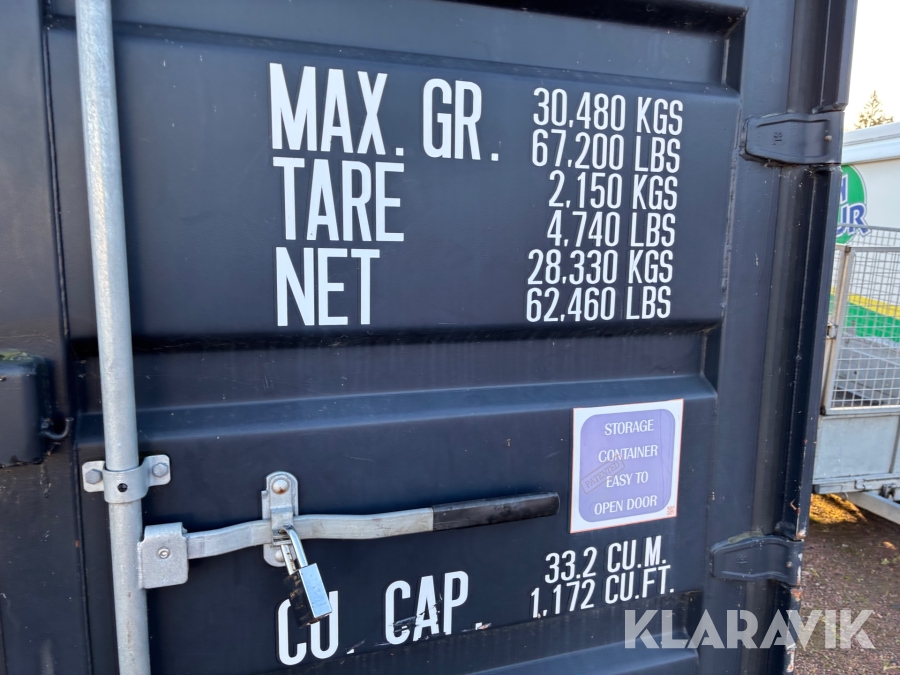 MAX. GR. 30,480 KGS
67,200 LBS
TARE 2,150 KGS
4,740 LBS
NET 28,330 KGS
62,460 LBS
STORAGE
CONTAINER
EASY TO
OPEN DOOR
CU. CAP. 33.2 CU.M.
1,172 CU.FT.
KLARAVIK